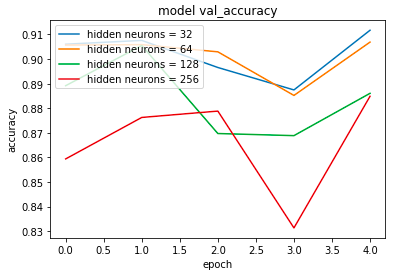 model val_accuracy
0.91
0.90
0.89
0.88
0.87
0.86
0.85
0.84
0.83
accuracy
hidden neurons = 32
hidden neurons = 64
hidden neurons = 128
hidden neurons = 256
0.0 0.5 1.0 1.5 2.0 2.5 3.0 3.5 4.0
epoch